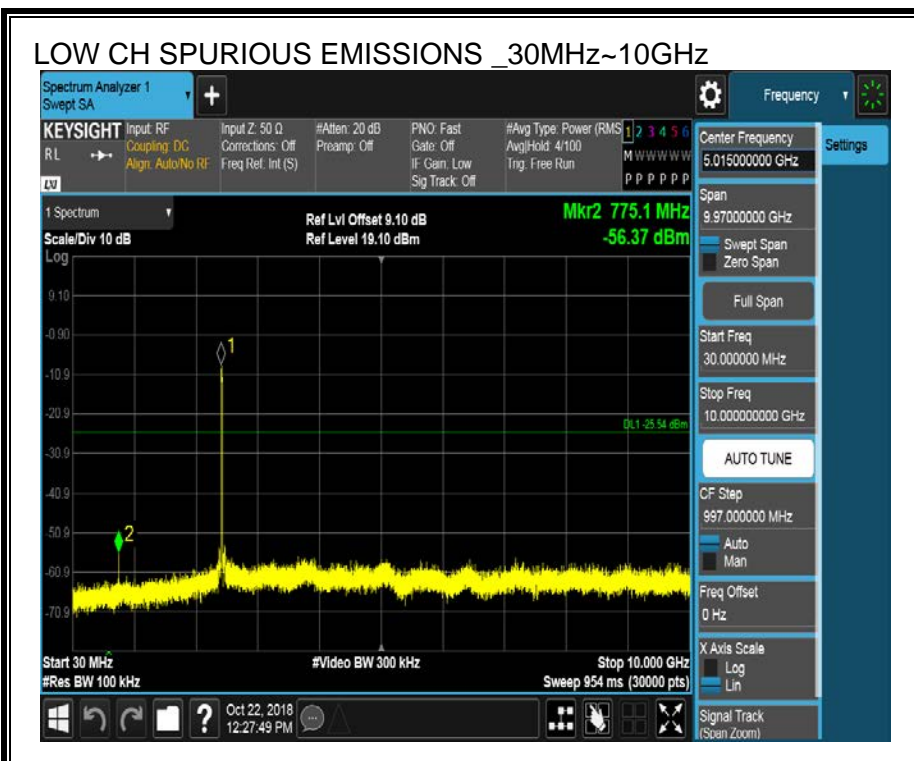 LOW CH SPURIOUS EMISSIONS _30MHz~10GHz
Spectrum Analyzer 1
Swept SA
+
Frequency
KEYSIGHT
RL
LXI
Input: RF
Coupling: DC
Align: Auto/No RF
Input Z: 50 Ω
Corrections: Off
Freq Ref: Int (S)
#Atten: 20 dB
Preamp: Off
PNO: Fast
Gate: Off
IF Gain: Low
Sig Track: Off
#Avg Type: Power (RMS
Avg|Hold: 4/100
Trig: Free Run
1 2 3 4 5 6
M W W W W W
P P P P P P
1 Spectrum
Scale/Div 10 dB
Ref Lvl Offset 9.10 dB
Ref Level 19.10 dBm
Mkr2 775.1 MHz
-56.37 dBm
Log
9.10
-0.90
-10.9
-20.9
-30.9
-40.9
-50.9
-60.9
-70.9
1
2
DL1 -25.54 dBm
Start 30 MHz
#Res BW 100 kHz
#Video BW 300 kHz
Stop 10.000 GHz
Sweep 954 ms (30000 pts)
Center Frequency
5.015000000 GHz
Settings
Span
9.97000000 GHz
Swept Span
Zero Span
Full Span
Start Freq
30.000000 MHz
Stop Freq
10.000000000 GHz
AUTO TUNE
CF Step
997.000000 MHz
Auto
Man
Freq Offset
0 Hz
X Axis Scale
Log
Lin
Signal Track
(Span Zoom)
?
Oct 22, 2018
12:27:49 PM